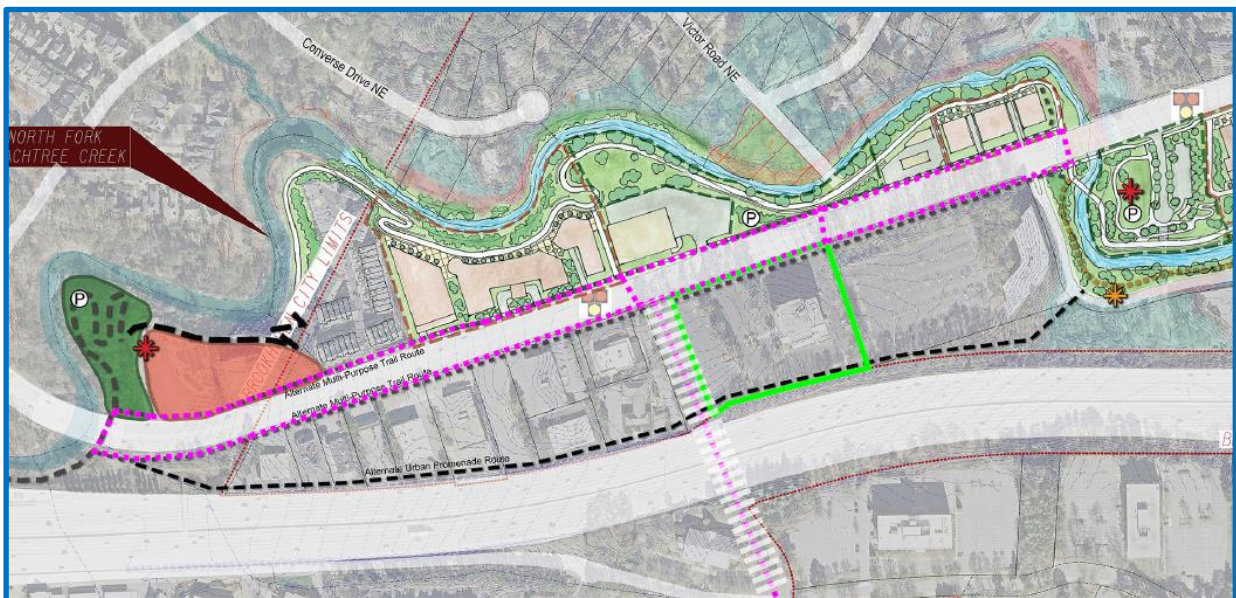 Converse Drive NE
Victor Road NE
NORTH FORK
ACHTREE CREEK
CITY LIMITS
P
P
P
Alternate Multi-Purpose Trail Route
Alternate Multi-Purpose Trail Route
Alternate Urban Promenade Route
B